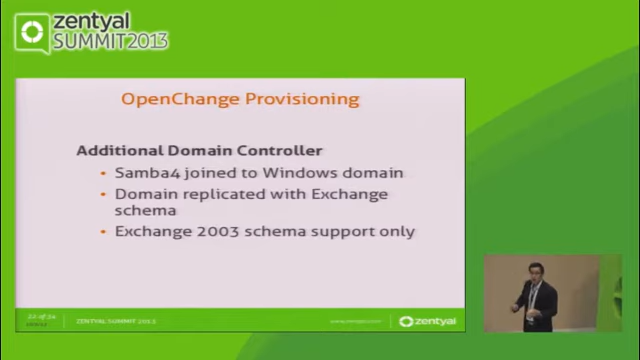 zentyal
SUMMIT2013
OpenChange Provisioning
Additional Domain Controller
• Samba4 joined to Windows domain
• Domain replicated with Exchange
schema
• Exchange 2003 schema support only
ZENTYAL SUMMIT 2013
zentyal